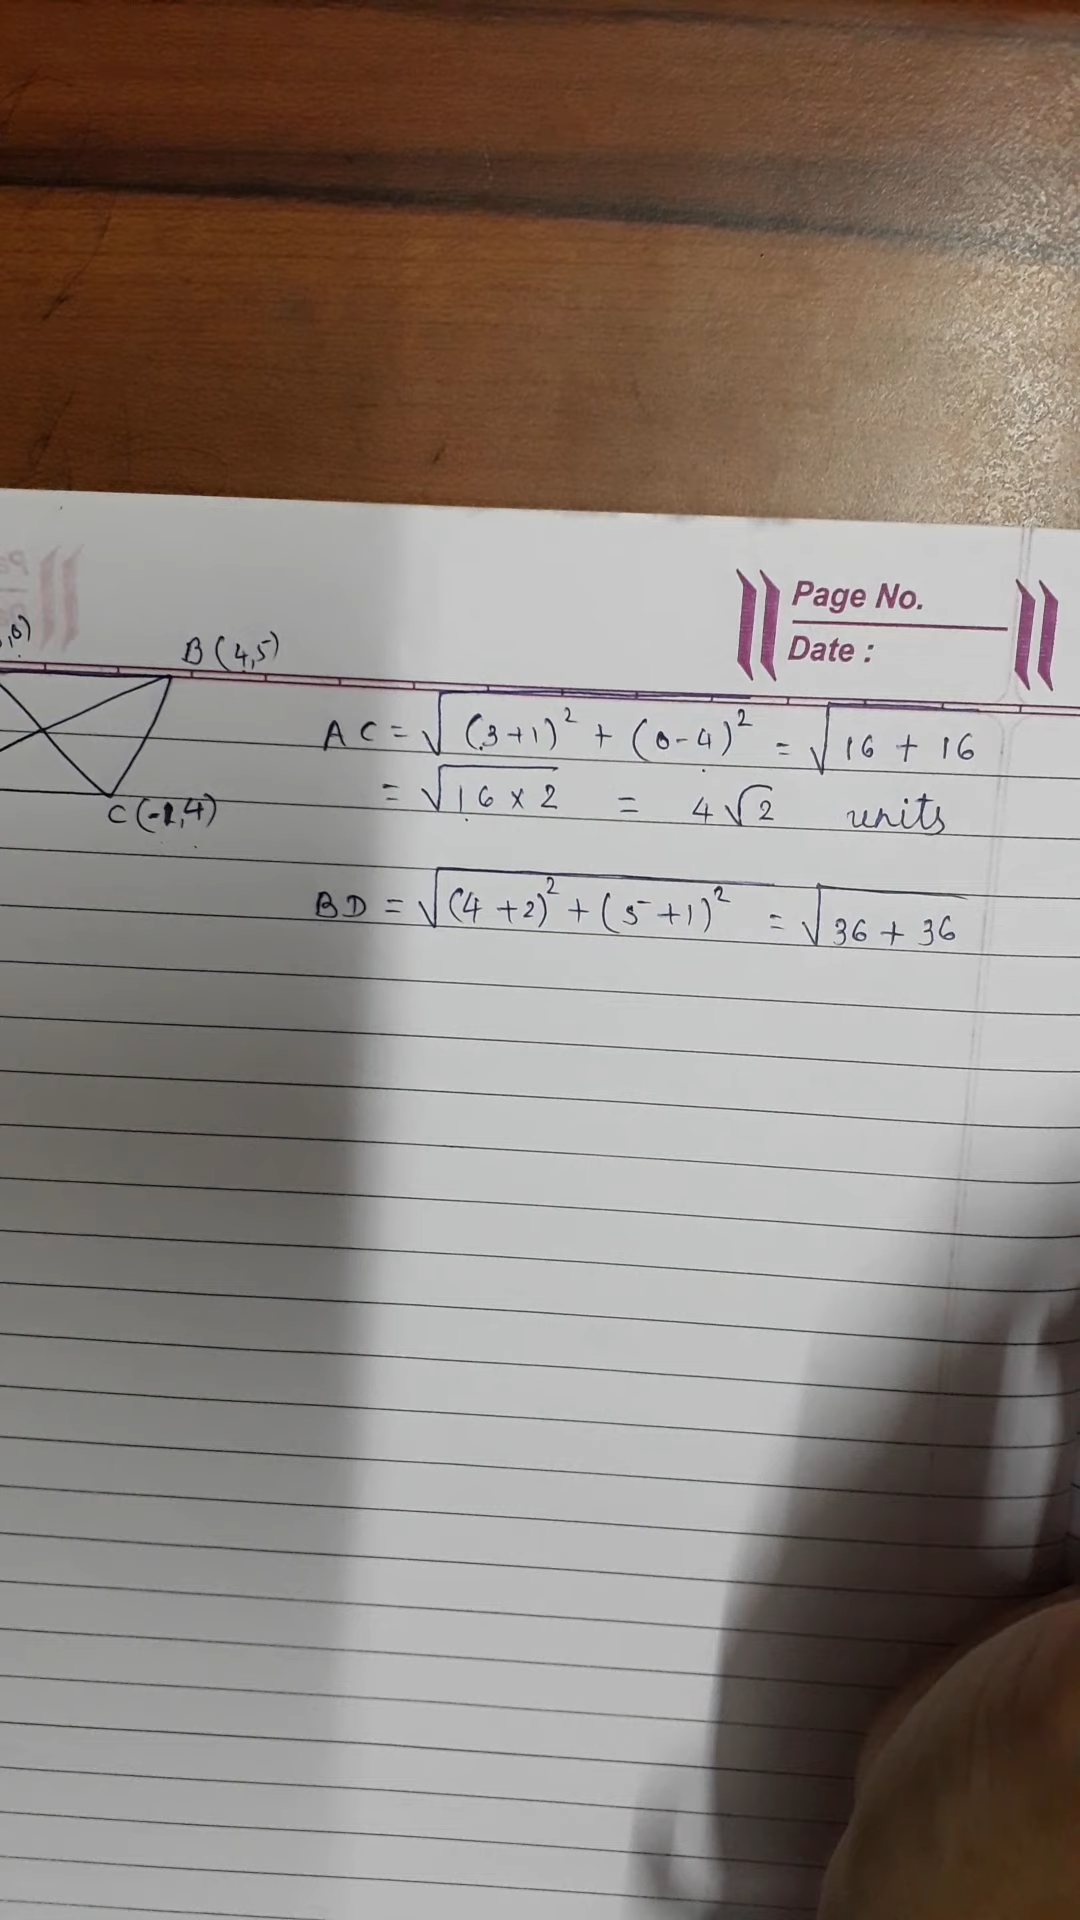 Page No.
Date :
,0)
B (4,5)
C (-1,4)
AC = √(3+1)² + (0-4)² = √16 + 16
= √16 × 2 = 4√2 units
BD = √(4+2)² + (5+1)² = √36 + 36